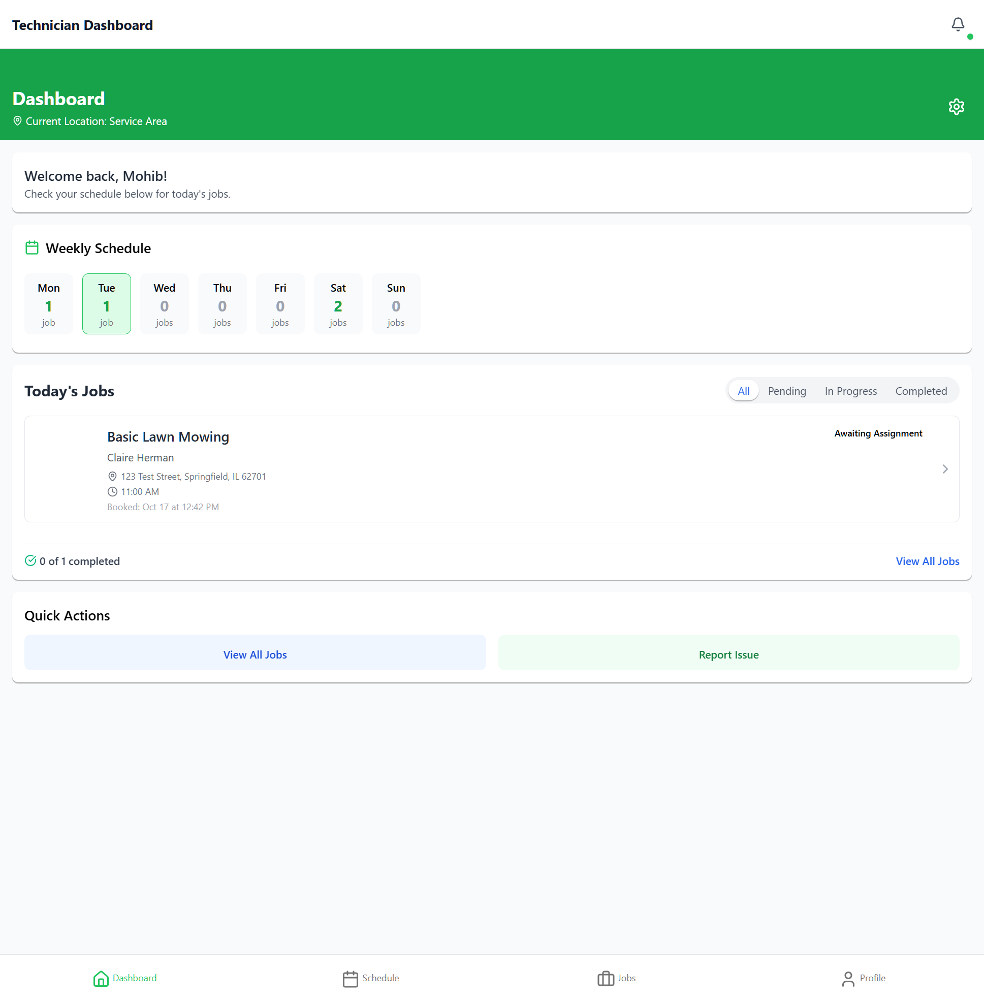 Technician Dashboard
Dashboard
Current Location: Service Area
Welcome back, Mohib!
Check your schedule below for today's jobs.
Weekly Schedule
Mon Tue Wed Thu Fri Sat Sun
1 1 0 0 0 2 0
job job jobs jobs jobs jobs jobs
Today's Jobs
All Pending In Progress Completed
Basic Lawn Mowing
Awaiting Assignment
Claire Herman
123 Test Street, Springfield, IL 62701
11:00 AM
Booked: Oct 17 at 12:42 PM
0 of 1 completed
View All Jobs
Quick Actions
View All Jobs
Report Issue
Dashboard Schedule Jobs Profile